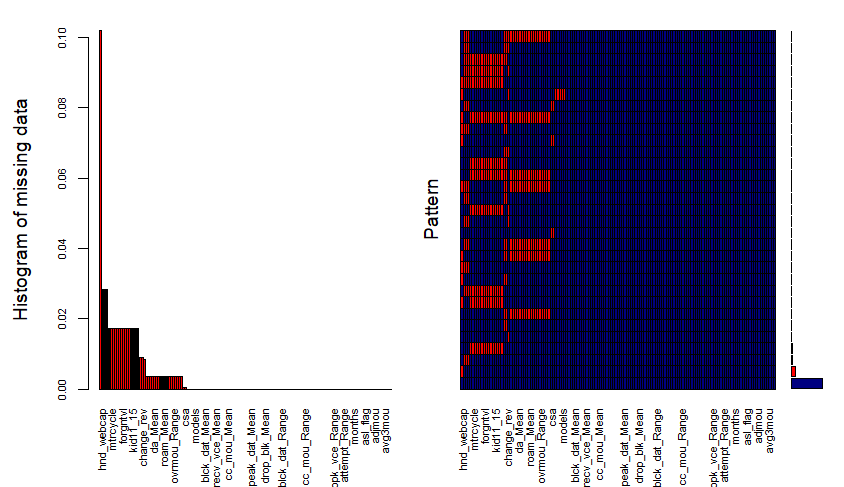 Histogram of missing data
0.10
0.08
0.06
0.04
0.02
0.00
hnd_webcap
mtrcycle
forgntvl
kid11_15
change_rev
da_Mean
roam_Mean
ovrmou_Range
csa
models
blck_dat_Mean
recv_vce_Mean
cc_mou_Mean
peak_dat_Mean
drop_blk_Mean
blck_dat_Range
cc_mou_Range
opk_vce_Range
attempt_Range
months
asl_flag
adjmou
avg3mou
Pattern
hnd_webcap
mtrcycle
forgntvl
kid11_15
change_rev
da_Mean
roam_Mean
ovrmou_Range
csa
models
blck_dat_Mean
recv_vce_Mean
cc_mou_Mean
peak_dat_Mean
drop_blk_Mean
blck_dat_Range
cc_mou_Range
opk_vce_Range
attempt_Range
months
asl_flag
adjmou
avg3mou